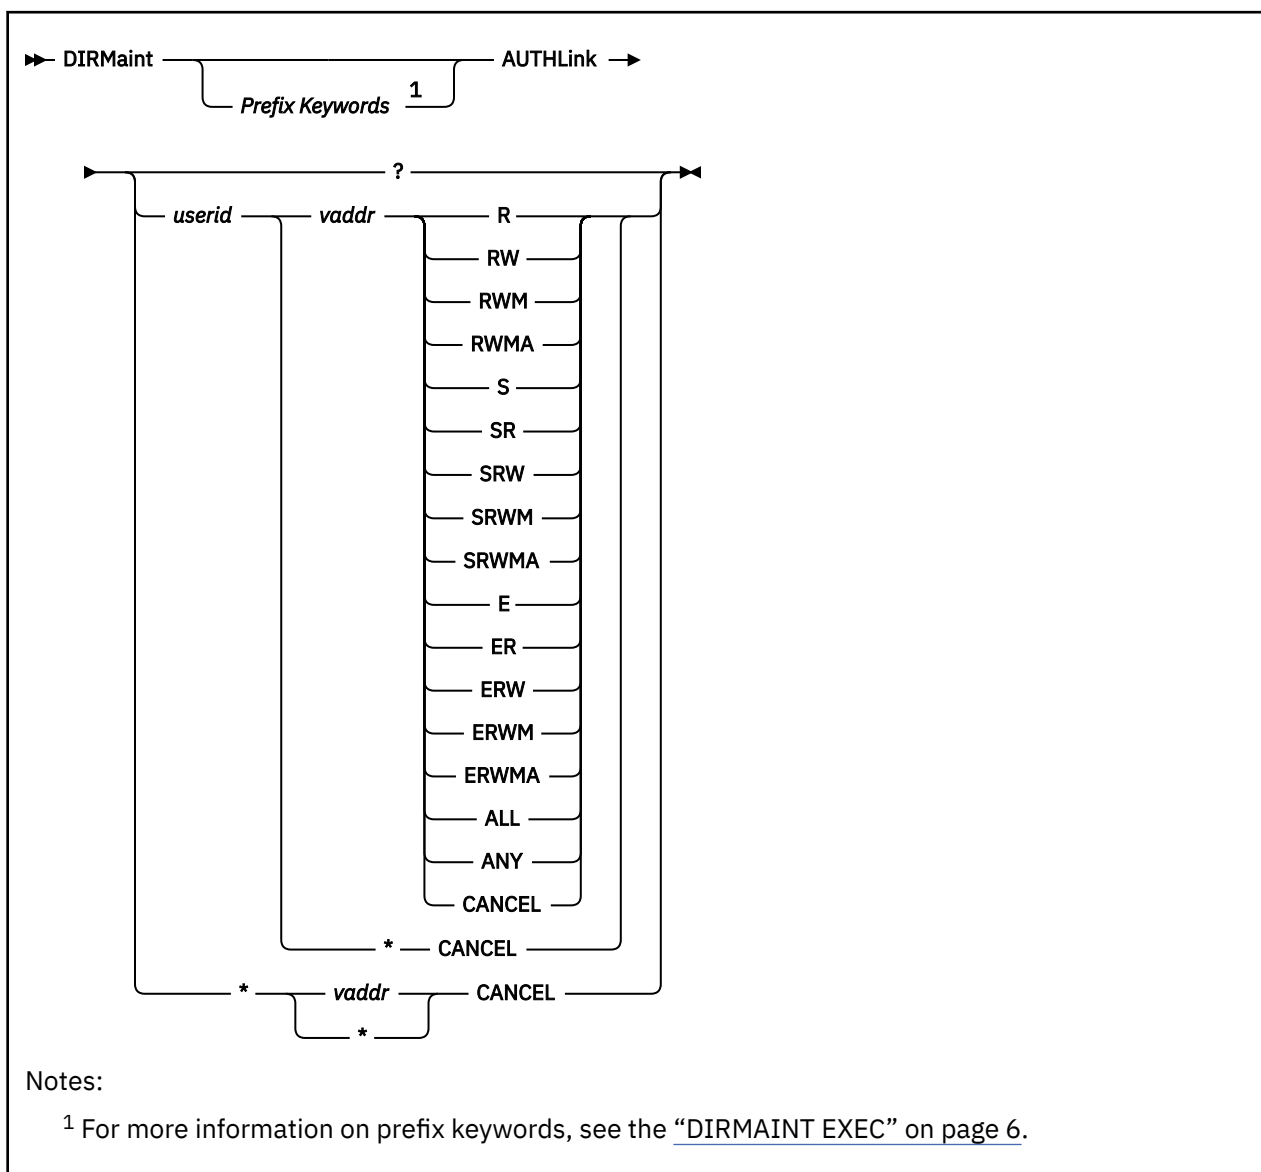 DIRMaint AUTHLink
Prefix Keywords 1
?
userid vaddr R
RW
RWM
RWMA
S
SR
SRW
SRWM
SRWMA
E
ER
ERW
ERWM
ERWMA
ALL
ANY
CANCEL
* CANCEL
* vaddr CANCEL
*
Notes:
1 For more information on prefix keywords, see the “DIRMAINT EXEC” on page 6.